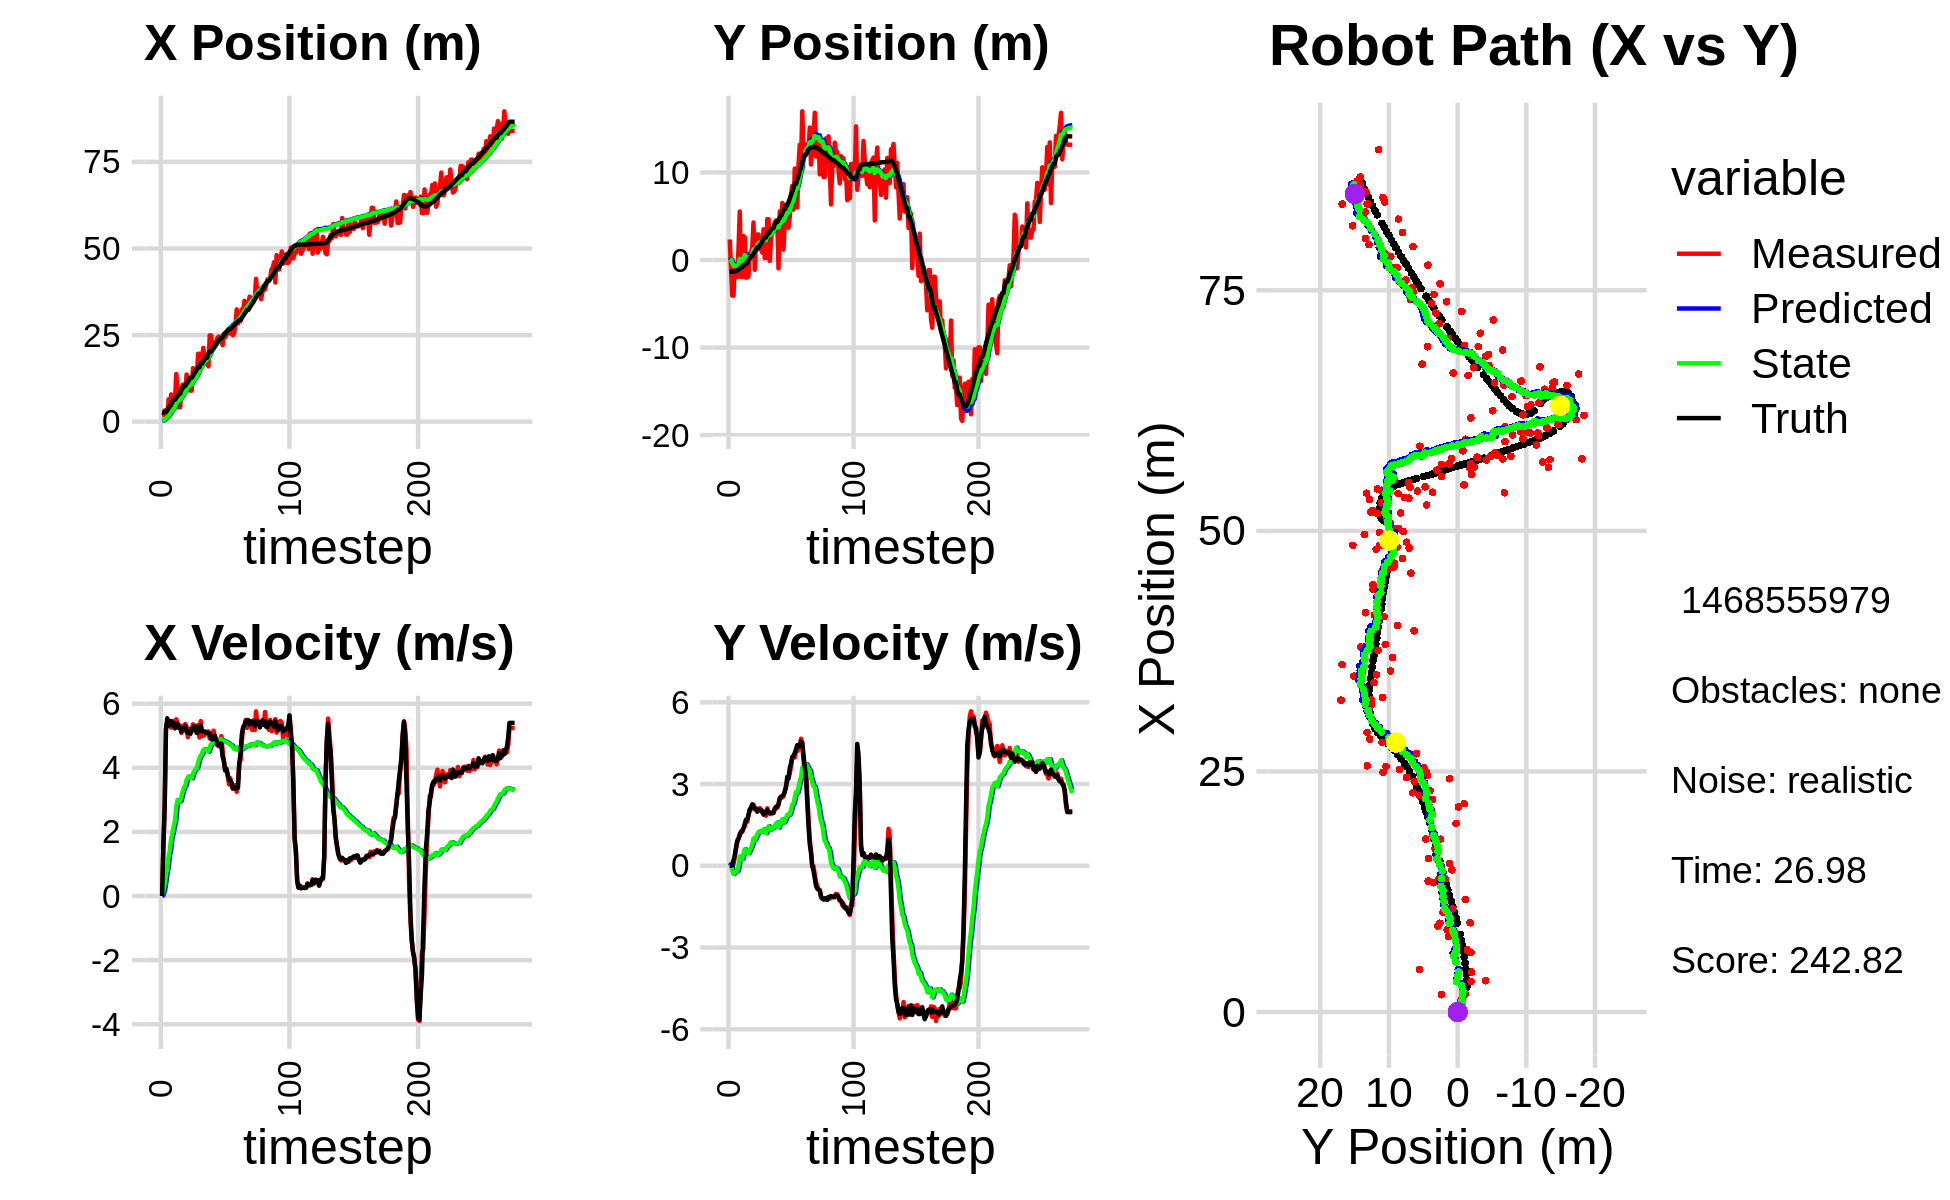 X Position (m)
75
50
25
0
0
100
200
timestep
Y Position (m)
10
0
-10
-20
0
100
200
timestep
X Velocity (m/s)
6
4
2
0
-2
-4
0
100
200
timestep
Y Velocity (m/s)
6
3
0
-3
-6
0
100
200
timestep
Robot Path (X vs Y)
X Position (m)
75
50
25
0
20 10 0 -10 -20
Y Position (m)
variable
Measured
Predicted
State
Truth
1468555979
Obstacles: none
Noise: realistic
Time: 26.98
Score: 242.82